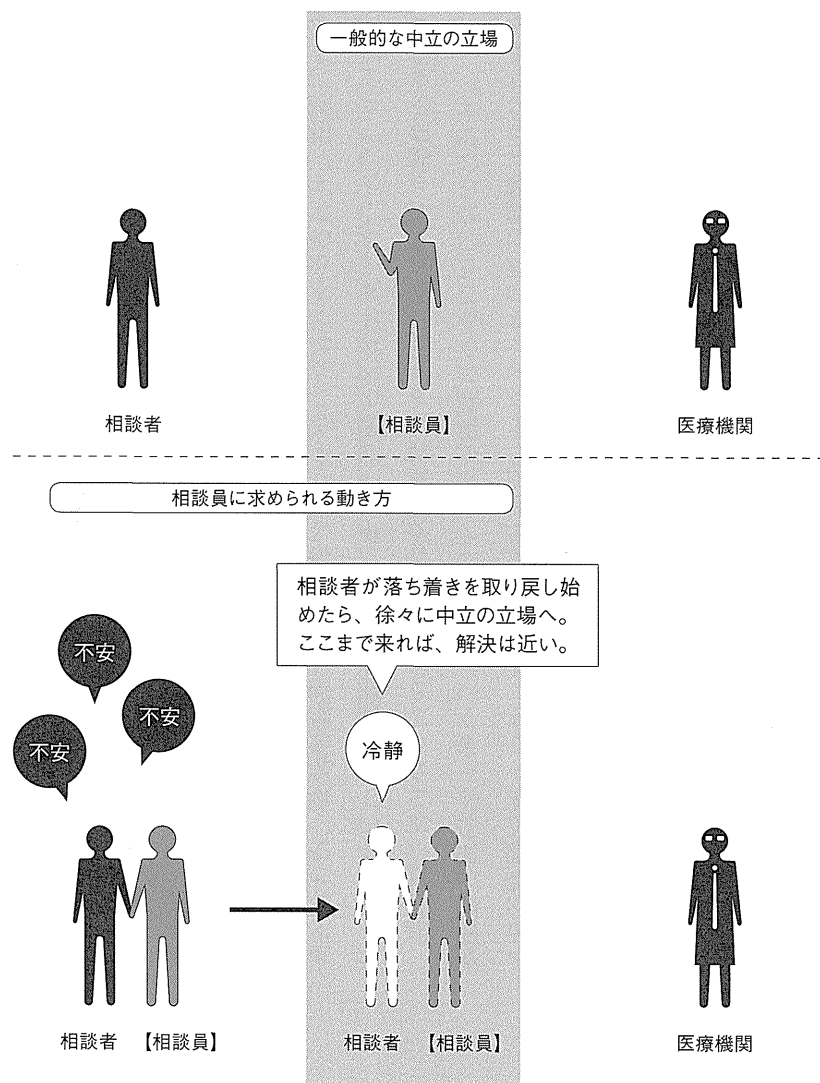 一般的な中立の立場
相談者
【相談員】
医療機関
相談員に求められる動き方
相談者が落ち着きを取り戻し始
めたら、徐々に中立の立場へ。
ここまで来れば、解決は近い。
不安
不安
不安
冷静
相談者
【相談員】
相談者
【相談員】
医療機関